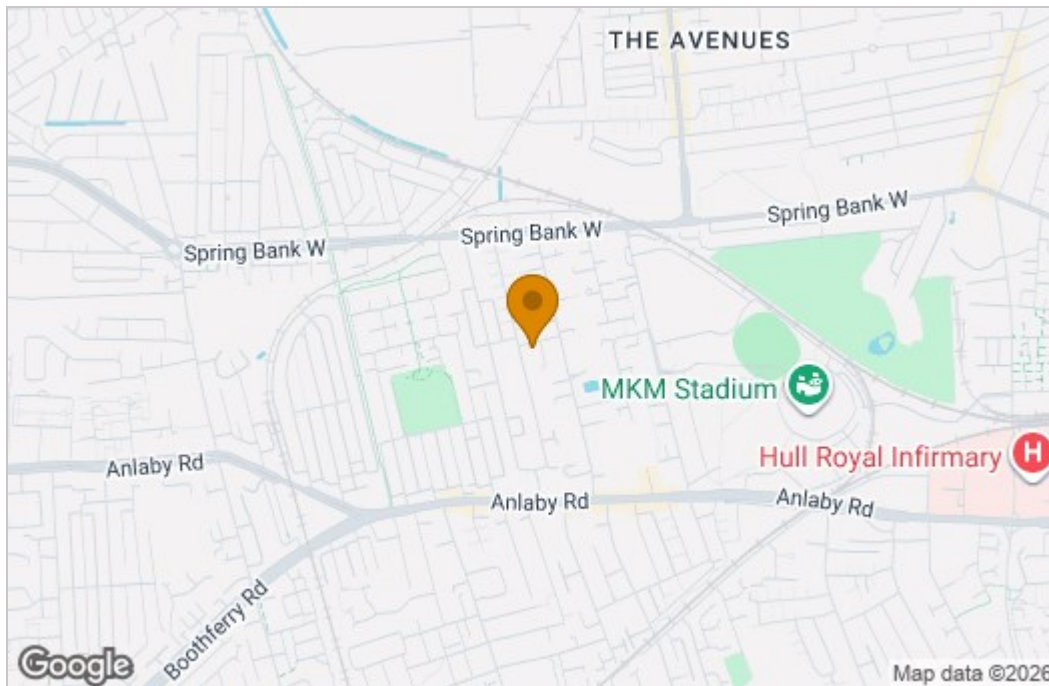 THE AVENUES
Spring Bank W
Spring Bank W
Spring Bank W
MKM Stadium
Hull Royal Infirmary
H
Anlaby Rd
Anlaby Rd
Anlaby Rd
Boothferry Rd
Google
Map data ©2026